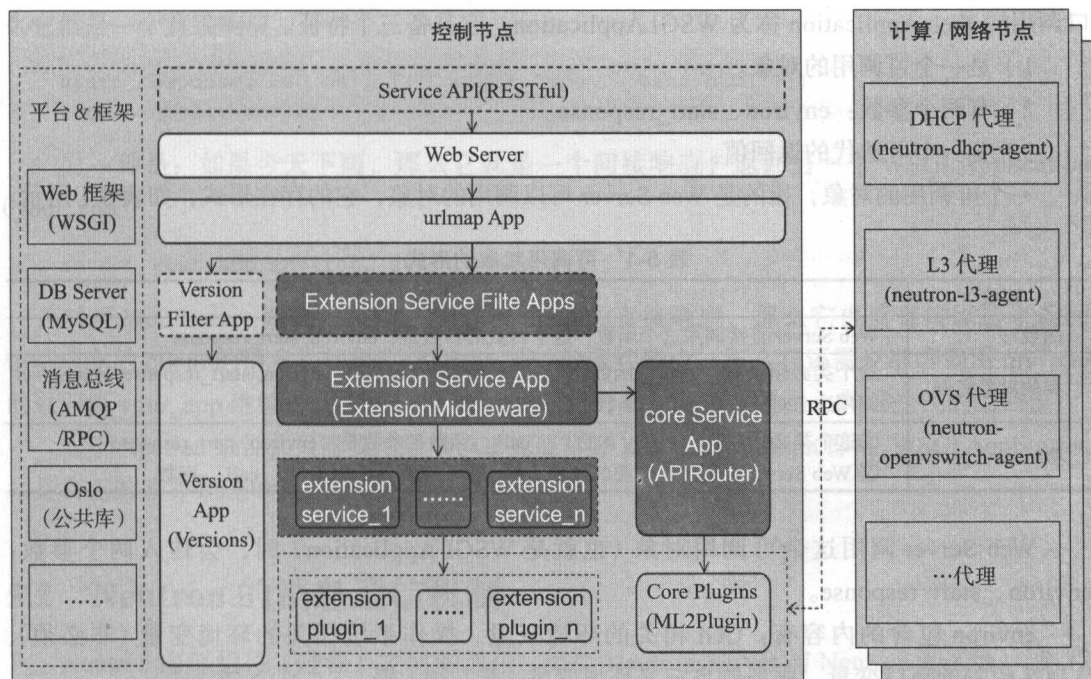 控制节点
平台&框架
Web 框架
(WSGI)
DB Server
(MySQL)
消息总线
(AMQP
/RPC)
Oslo
(公共库)
……
Service API(RESTful)
Web Server
urlmap App
Version
Filter App
Extension Service Filte Apps
Version
App
(Versions)
Extemsion Service App
(ExtensionMiddleware)
core Service
App
(APIRouter)
extension
service_1
……
extension
service_n
extension
plugin_1
……
extension
plugin_n
Core Plugins
(ML2Plugin)
RPC
计算 / 网络节点
DHCP 代理
(neutron-dhcp-agent)
L3 代理
(neutron-l3-agent)
OVS 代理
(neutron-
openvswitch-agent)
…代理